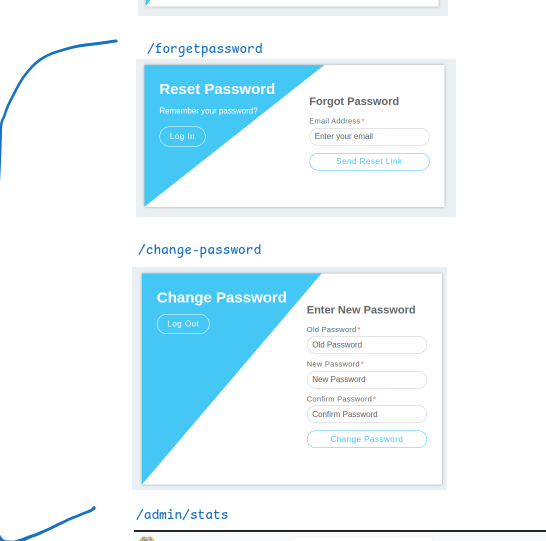 /forgetpassword
Reset Password
Remember your password?
Log In
Forgot Password
Email Address*
Enter your email
Send Reset Link
/change-password
Change Password
Log Out
Enter New Password
Old Password*
Old Password
New Password*
New Password
Confirm Password*
Confirm Password
Change Password
/admin/stats